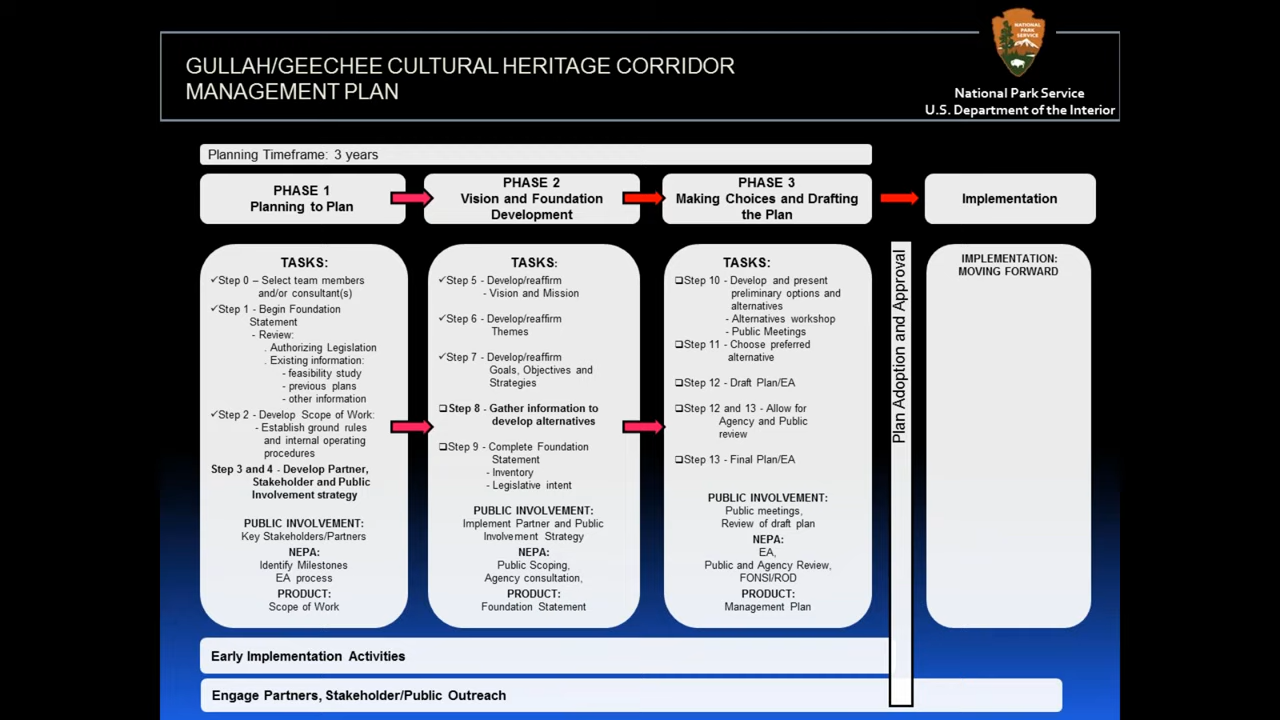 GULLAH/GEECHEE CULTURAL HERITAGE CORRIDOR
MANAGEMENT PLAN
NATIONAL
PARK
SERVICE
National Park Service
U.S. Department of the Interior
Planning Timeframe: 3 years
PHASE 1
Planning to Plan
PHASE 2
Vision and Foundation
Development
PHASE 3
Making Choices and Drafting
the Plan
Implementation
TASKS:
✓Step 0 – Select team members
and/or consultant(s)
✓Step 1 - Begin Foundation
Statement
- Review:
. Authorizing Legislation
. Existing information:
- feasibility study
- previous plans
- other information
✓Step 2 - Develop Scope of Work:
- Establish ground rules
and internal operating
procedures
Step 3 and 4 - Develop Partner,
Stakeholder and Public
Involvement strategy
PUBLIC INVOLVEMENT:
Key Stakeholders/Partners
NEPA:
Identify Milestones
EA process
PRODUCT:
Scope of Work
TASKS:
✓Step 5 - Develop/reaffirm
- Vision and Mission
✓Step 6 - Develop/reaffirm
Themes
✓Step 7 - Develop/reaffirm
Goals, Objectives and
Strategies
❑Step 8 - Gather information to
develop alternatives
❑Step 9 - Complete Foundation
Statement
- Inventory
- Legislative intent
PUBLIC INVOLVEMENT:
Implement Partner and Public
Involvement Strategy
NEPA:
Public Scoping,
Agency consultation,
PRODUCT:
Foundation Statement
TASKS:
❑Step 10 - Develop and present
preliminary options and
alternatives
- Alternatives workshop
- Public Meetings
❑Step 11 - Choose preferred
alternative
❑Step 12 - Draft Plan/EA
❑Step 12 and 13 - Allow for
Agency and Public
review
❑Step 13 - Final Plan/EA
PUBLIC INVOLVEMENT:
Public meetings,
Review of draft plan
NEPA:
EA,
Public and Agency Review,
FONSI/ROD
PRODUCT:
Management Plan
Plan Adoption and Approval
IMPLEMENTATION:
MOVING FORWARD
Early Implementation Activities
Engage Partners, Stakeholder/Public Outreach